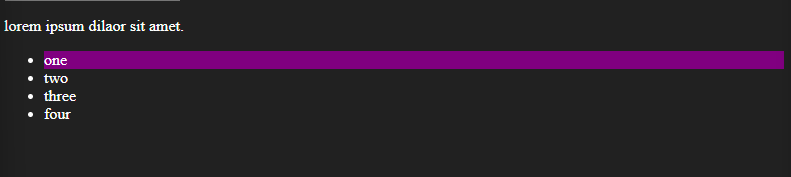 lorem ipsum dilaor sit amet.
one
two
three
four